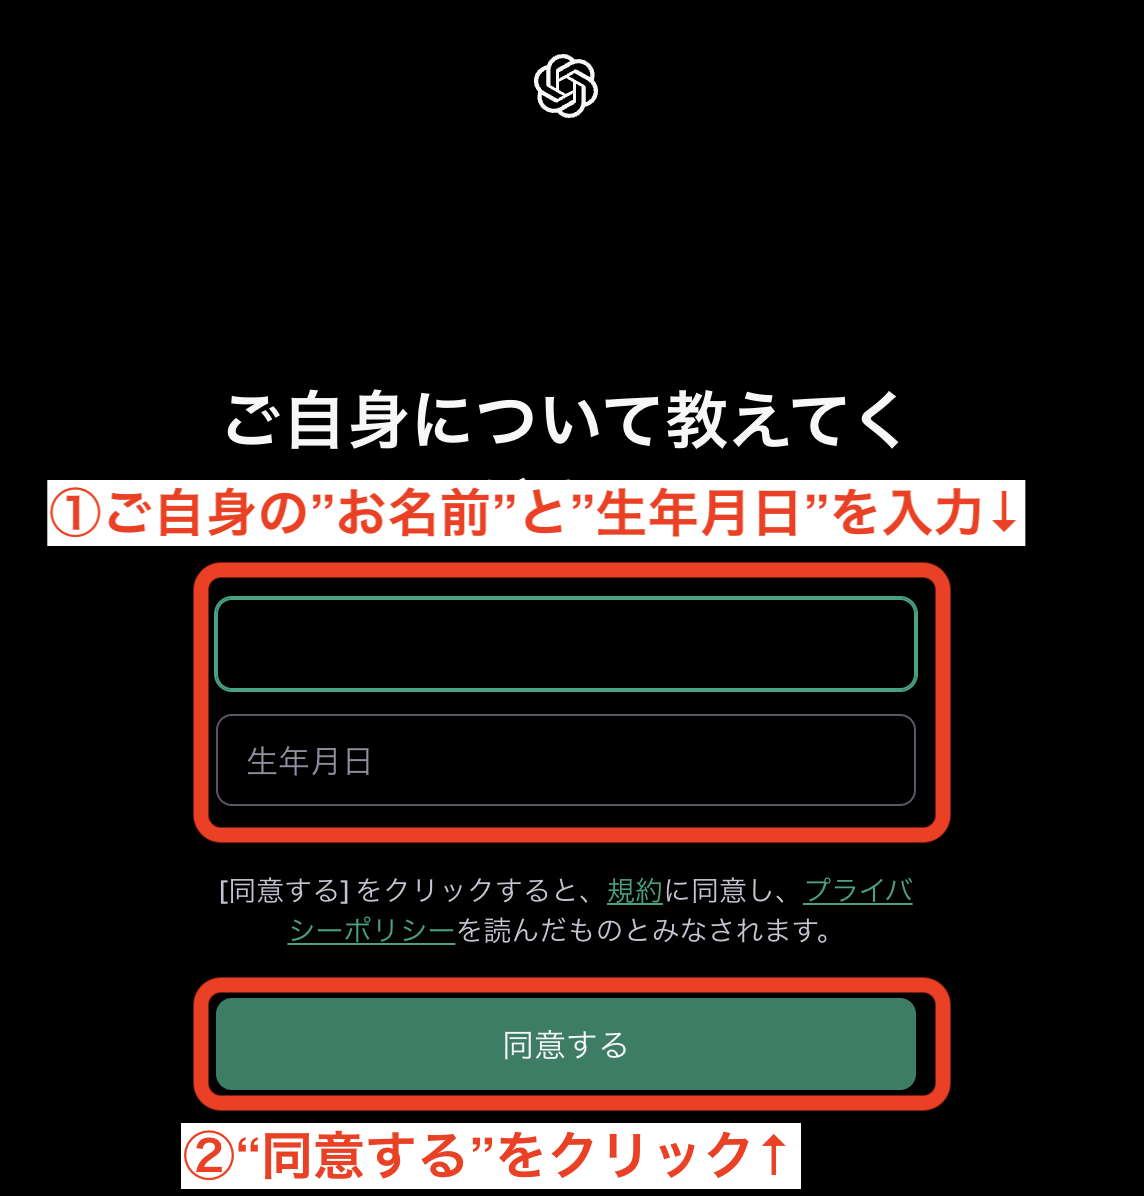 ご自身について教えてく
①ご自身の”お名前”と”生年月日”を入力↓
生年月日
[同意する] をクリックすると、規約に同意し、プライバ
シーポリシーを読んだものとみなされます。
同意する
②“同意する”をクリック↑